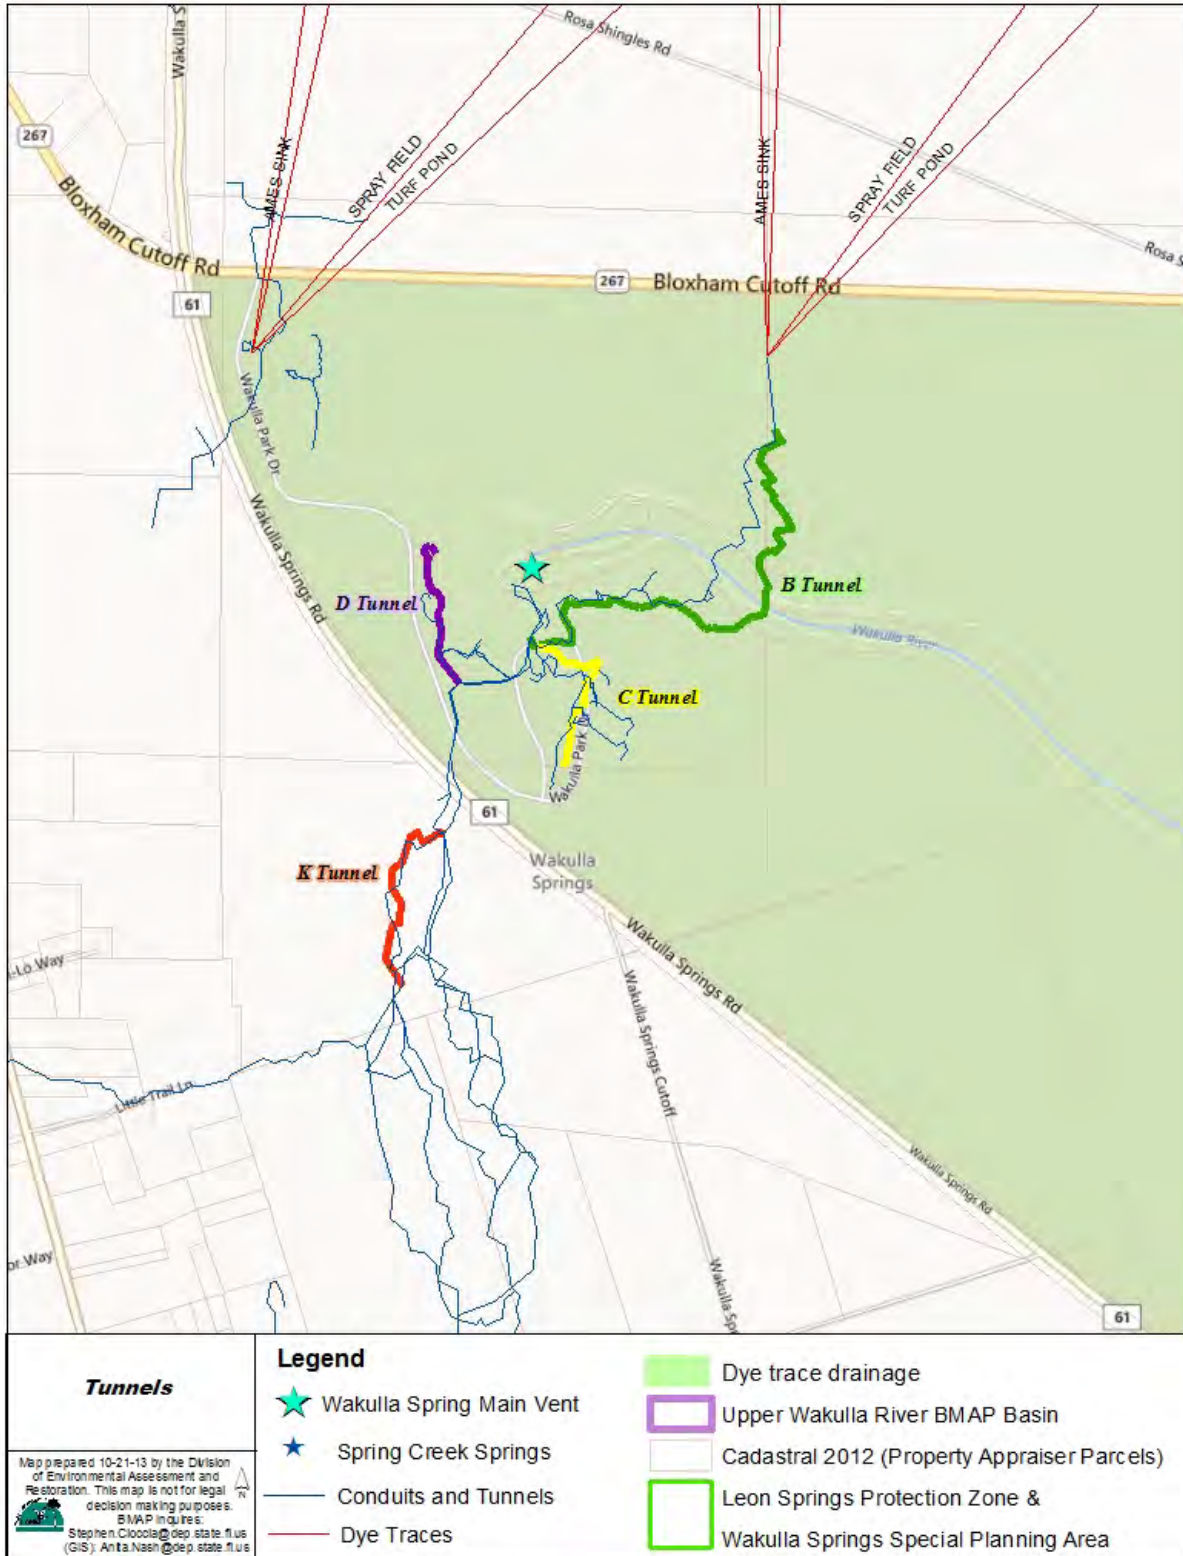 Rosa Shingles Rd
Wakulla S
267
AMES SINK
SPRAY FIELD
TURF POND
AMES SINK
SPRAY FIELD
TURF POND
Rosa S
Bloxham Cutoff Rd
267
Bloxham Cutoff Rd
61
Wakulla Park Dr
Wakulla Springs Rd
D Tunnel
B Tunnel
Wakulla River
C Tunnel
Wakulla Park D
61
K Tunnel
Wakulla
Springs
Wakulla Springs Rd
-Lo Way
Wakulla Springs Cutoff
Little Trail Ln
Wakulla Springs Rd
or Way
Wakulla Spr
61
Tunnels
Map prepared 10-21-13 by the Division
of Environmental Assessment and
Restoration. This map is not for legal
decision making purposes.
BMAP Inquires:
Stephen.Cioccia@dep.state.fl.us
(GIS): Anita.Nash@dep.state.fl.us
N
Legend
Wakulla Spring Main Vent
Spring Creek Springs
Conduits and Tunnels
Dye Traces
Dye trace drainage
Upper Wakulla River BMAP Basin
Cadastral 2012 (Property Appraiser Parcels)
Leon Springs Protection Zone &
Wakulla Springs Special Planning Area